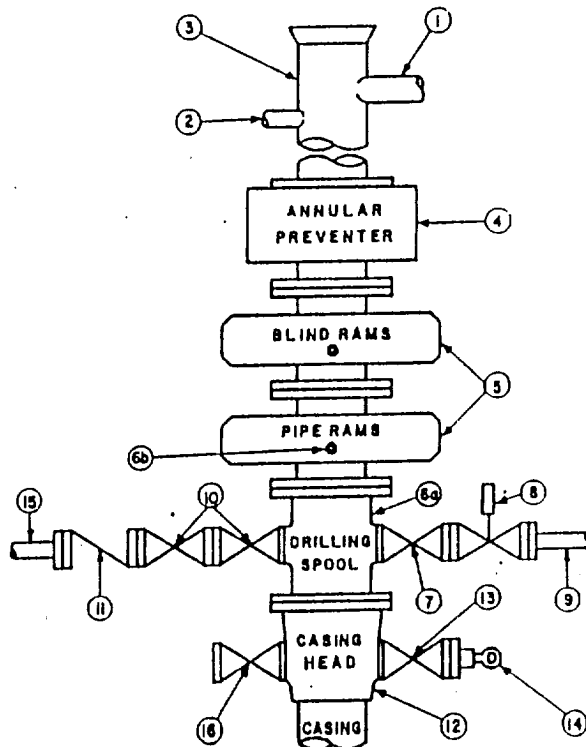 1
3
2
ANNULAR
PREVENTER
4
BLIND RAMS
5
PIPE RAMS
6b
6a
8
15
10
DRILLING
SPOOL
11
7
9
13
CASING
HEAD
16
12
14
CASING